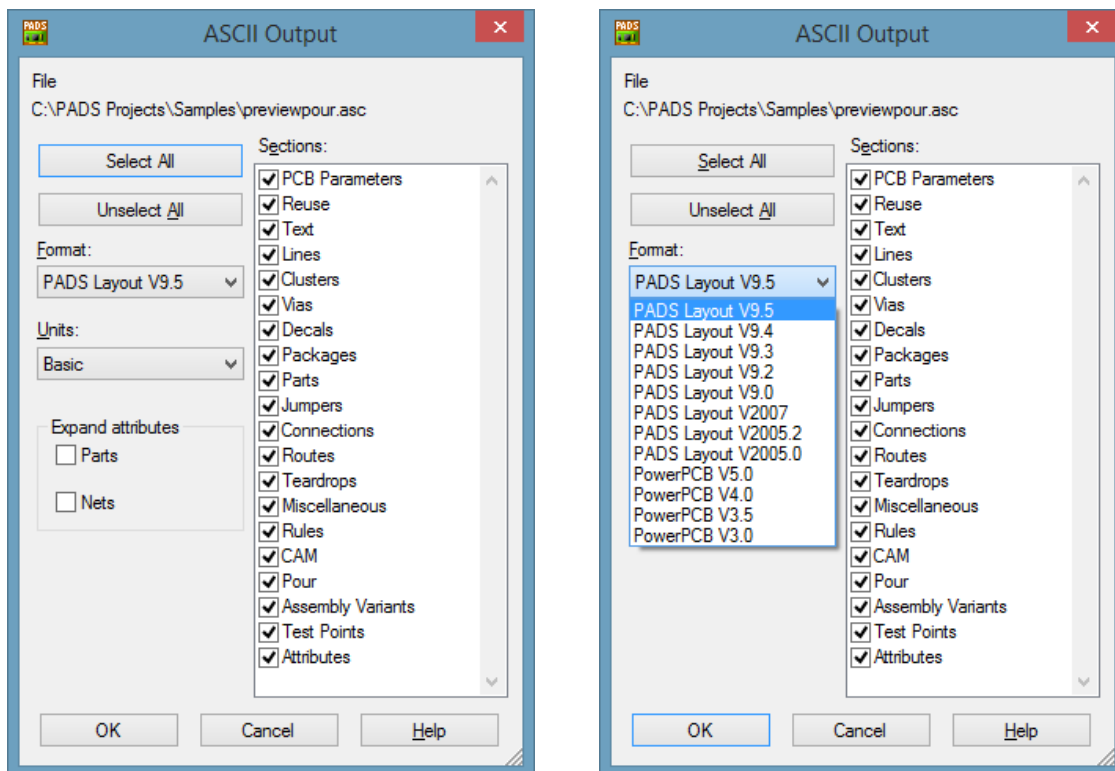 PADS
ASCII Output
File
C:\PADS Projects\Samples\previewpour.asc
Select All
Unselect All
Format:
PADS Layout V9.5
Units:
Basic
Expand attributes
Parts
Nets
Sections:
PCB Parameters
Reuse
Text
Lines
Clusters
Vias
Decals
Packages
Parts
Jumpers
Connections
Routes
Teardrops
Miscellaneous
Rules
CAM
Pour
Assembly Variants
Test Points
Attributes
OK
Cancel
Help
PADS
ASCII Output
File
C:\PADS Projects\Samples\previewpour.asc
Select All
Unselect All
Format:
PADS Layout V9.5
PADS Layout V9.5
PADS Layout V9.4
PADS Layout V9.3
PADS Layout V9.2
PADS Layout V9.0
PADS Layout V2007
PADS Layout V2005.2
PADS Layout V2005.0
PowerPCB V5.0
PowerPCB V4.0
PowerPCB V3.5
PowerPCB V3.0
Sections:
PCB Parameters
Reuse
Text
Lines
Clusters
Vias
Decals
Packages
Parts
Jumpers
Connections
Routes
Teardrops
Miscellaneous
Rules
CAM
Pour
Assembly Variants
Test Points
Attributes
OK
Cancel
Help